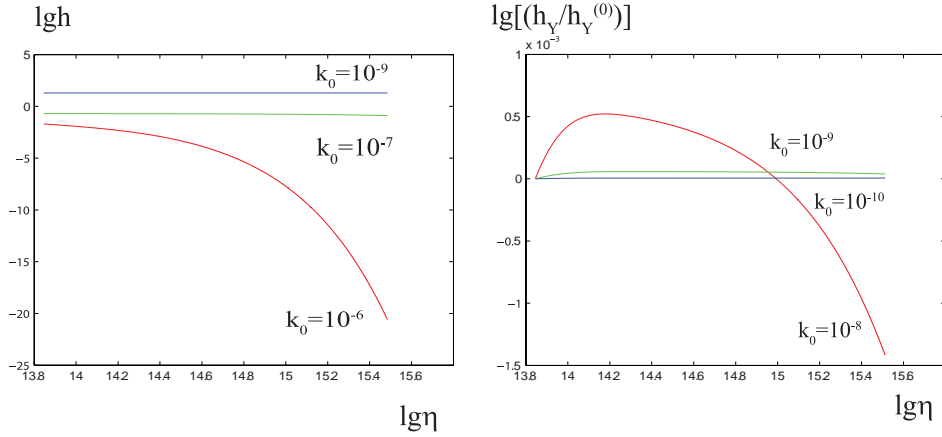 lgh
5
0
−5
−10
−15
−20
−25
13.8 14 14.2 14.4 14.6 14.8 15 15.2 15.4 15.6
lgη
k₀=10⁻⁹
k₀=10⁻⁷
k₀=10⁻⁶
lg[(h_Y/h_Y⁽⁰⁾)]
x 10⁻³
1
0.5
0
−0.5
−1
−1.5
13.8 14 14.2 14.4 14.6 14.8 15 15.2 15.4 15.6
lgη
k₀=10⁻⁹
k₀=10⁻¹⁰
k₀=10⁻⁸